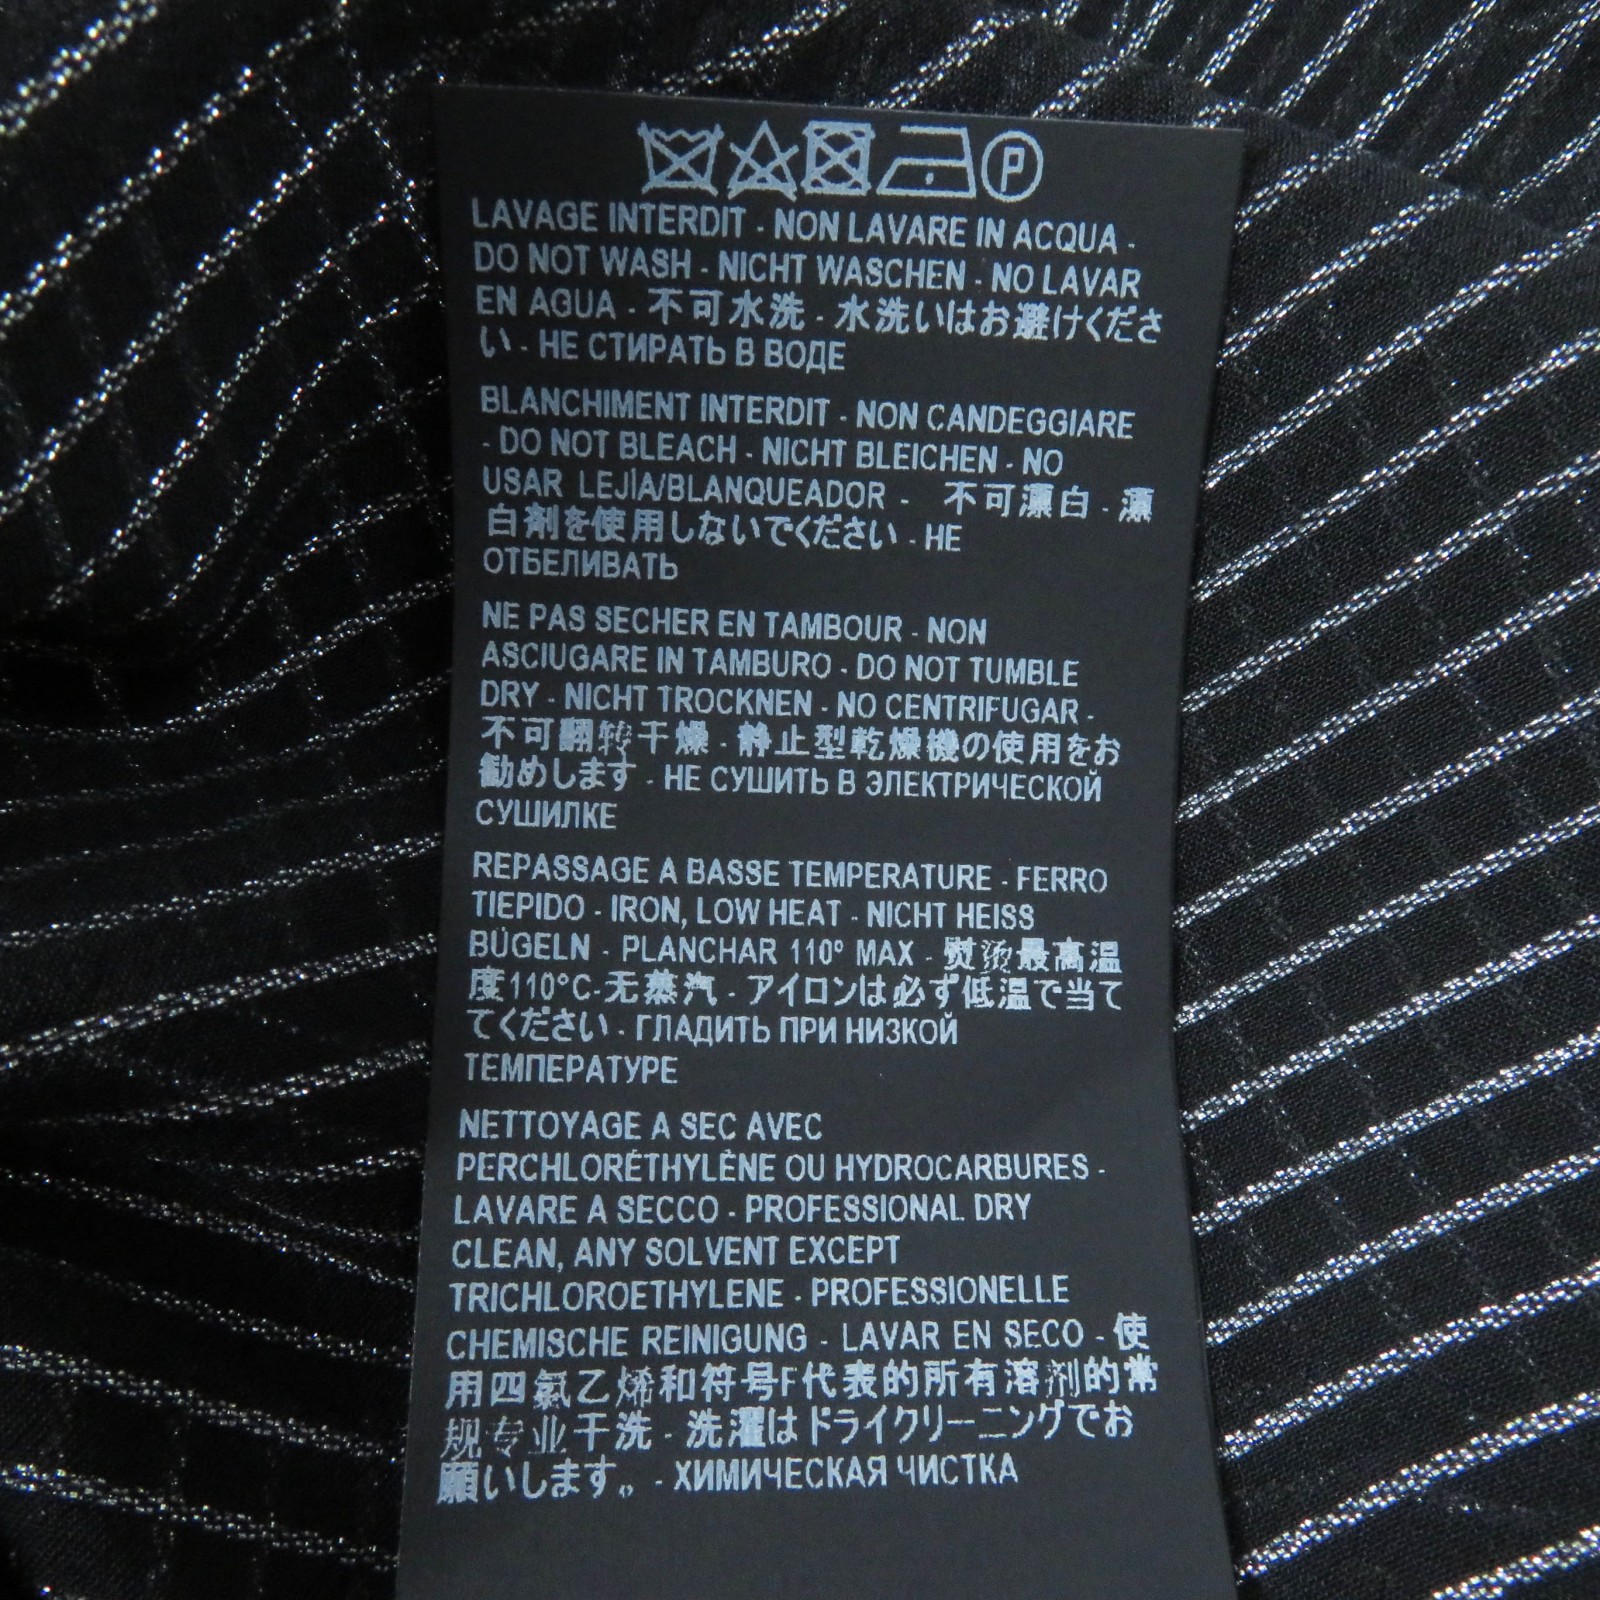 P
LAVAGE INTERDIT - NON LAVARE IN ACQUA -
DO NOT WASH - NICHT WASCHEN - NO LAVAR
EN AGUA - 不可水洗 - 水洗いはお避けくださ
い - НЕ СТИРАТЬ В ВОДЕ
BLANCHIMENT INTERDIT - NON CANDEGGIARE
- DO NOT BLEACH - NICHT BLEICHEN - NO
USAR LEJÍA/BLANQUEADOR - 不可漂白 - 漂
白剤を使用しないでください - НЕ
ОТБЕЛИВАТЬ
NE PAS SECHER EN TAMBOUR - NON
ASCIUGARE IN TAMBURO - DO NOT TUMBLE
DRY - NICHT TROCKNEN - NO CENTRIFUGAR -
不可翻转干燥 - 静止型乾燥機の使用をお
勧めします - НЕ СУШИТЬ В ЭЛЕКТРИЧЕСКОЙ
СУШИЛКЕ
REPASSAGE A BASSE TEMPERATURE - FERRO
TIEPIDO - IRON, LOW HEAT - NICHT HEISS
BÜGELN - PLANCHAR 110º MAX - 熨烫最高温
度110°C-无蒸汽 - アイロンは必ず低温で当て
てください - ГЛАДИТЬ ПРИ НИЗКОЙ
ТЕМПЕРАТУРЕ
NETTOYAGE A SEC AVEC
PERCHLORÉTHYLÈNE OU HYDROCARBURES -
LAVARE A SECCO - PROFESSIONAL DRY
CLEAN, ANY SOLVENT EXCEPT
TRICHLOROETHYLENE - PROFESSIONELLE
CHEMISCHE REINIGUNG - LAVAR EN SECO - 使
用四氯乙烯和符号F代表的所有溶剂的常
规专业干洗 - 洗濯はドライクリーニングでお
願いします。 - ХИМИЧЕСКАЯ ЧИСТКА